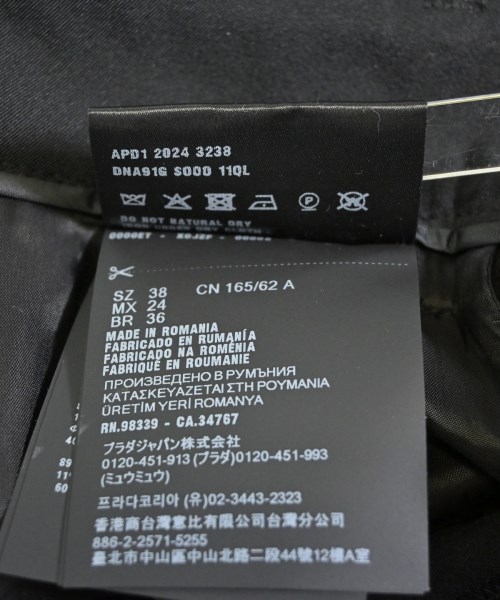 APD1 2024 3238
DNA91G S000 11QL
DO NOT NATURAL DRY
CN 165/62 A
SZ 38
MX 24
BR 36
MADE IN ROMANIA
FABRICADO EN RUMANÍA
FABRICADO NA ROMÉNIA
FABRIQUÉ EN ROUMANIE
ПРОИЗВЕДЕНО В РУМЪНИЯ
ΚΑΤΑΣΚΕΥΑΖΕΤΑΙ ΣΤΗ ΡΟΥΜΑΝΙΑ
ÜRETİM YERİ ROMANYA
RN.98339 - CA.34767
プラダジャパン株式会社
0120-451-913 (プラダ) 0120-451-993
(ミュウミュウ)
프라다코리아 (유) 02-3443-2323
香港商台灣意比有限公司台灣分公司
886-2-2571-5255
臺北市中山區中山北路二段44號12樓A室